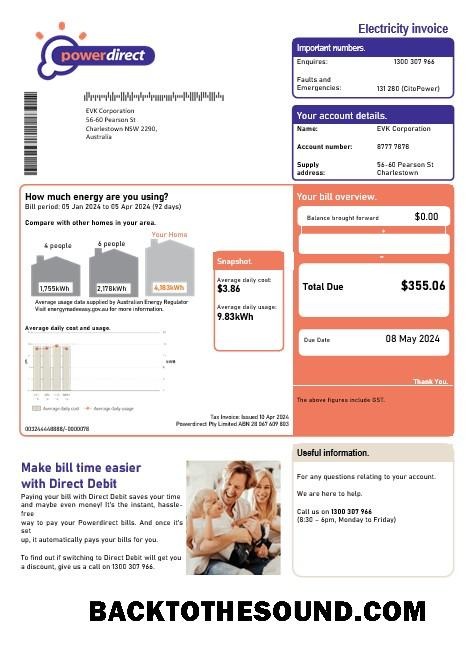 Electricity invoice
powerdirect
Important numbers.
Enquires: 1300 307 966
Faults and
Emergencies: 131 280 (CitoPower)
EVK Corporation
56-60 Pearson St
Charlestown NSW 2290,
Australia
Your account details.
Name: EVK Corporation
Account number: 8777 7878
Supply address: 56-60 Pearson St Charlestown
How much energy are you using?
Bill period: 05 Jan 2024 to 05 Apr 2024 (92 days)
Compare with other homes in your area.
4 people
6 people
Your Home
1,755kWh
2,178kWh
4,183kWh
Average usage date supplied by Australian Energy Regulator
Visit energymadeeasy.gov.au for more information.
Snapshot
Average daily cost:
$3.86
Average daily usage:
9.83kWh
Average daily cost and usage.
$
kWh
Average daily cost
Average daily usage
Tax Invoice: Issued 10 Apr 2024
Powerdirect Pty Limited ABN 28 067 609 803
Your bill overview.
Balance brought forward $0.00
+
=
Total Due $355.06
Due Date 08 May 2024
Thank You.
The above figures include GST.
Make bill time easier
with Direct Debit
Paying your bill with Direct Debit saves your time
and maybe even money! It's the instant, hassle-
free
way to pay your Powerdirect bills. And once it's
set
up, it automatically pays your bills for you.
To find out if switching to Direct Debit will get you
a discount, give us a call on 1300 307 966.
Useful information.
For any questions relating to your account.
We are here to help.
Call us on 1300 307 966
(8:30 - 6pm, Monday to Friday)
BACKTOTHESOUND.COM